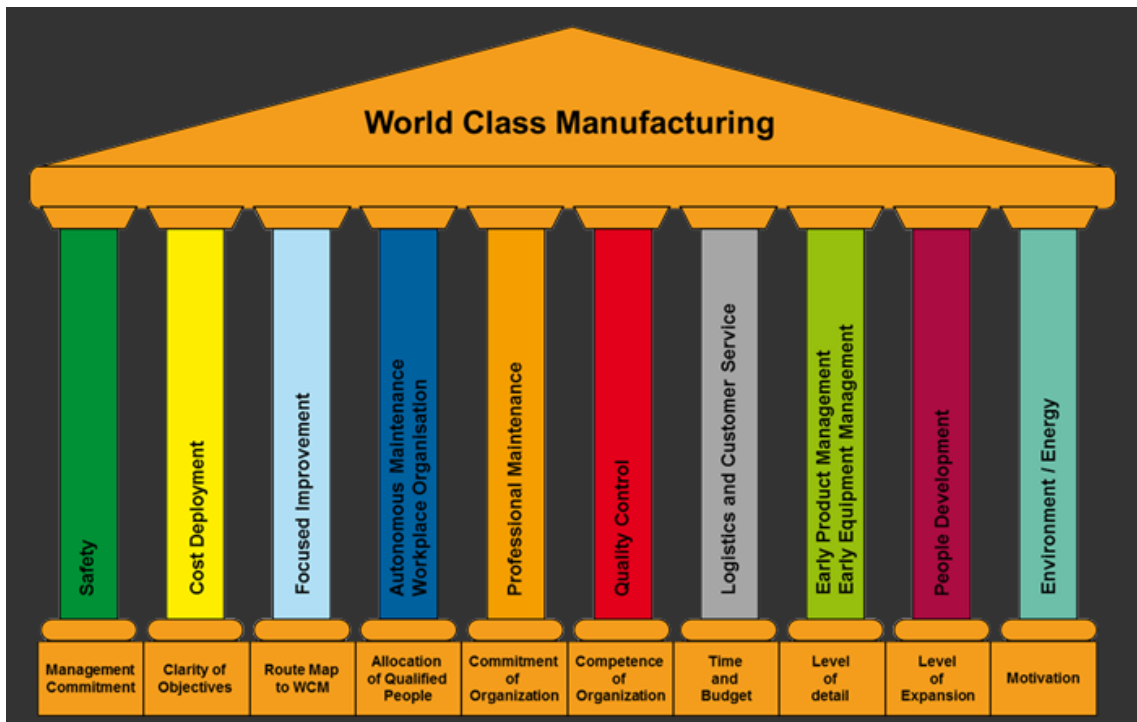 World Class Manufacturing
Safety
Cost Deployment
Focused Improvement
Autonomous Maintenance
Workplace Organisation
Professional Maintenance
Quality Control
Logistics and Customer Service
Early Product Management
Early Equipment Management
People Development
Environment / Energy
Management
Commitment
Clarity of
Objectives
Route Map
to WCM
Allocation
of Qualified
People
Commitment
of
Organization
Competence
of
Organization
Time
and
Budget
Level
of
detail
Level
of
Expansion
Motivation